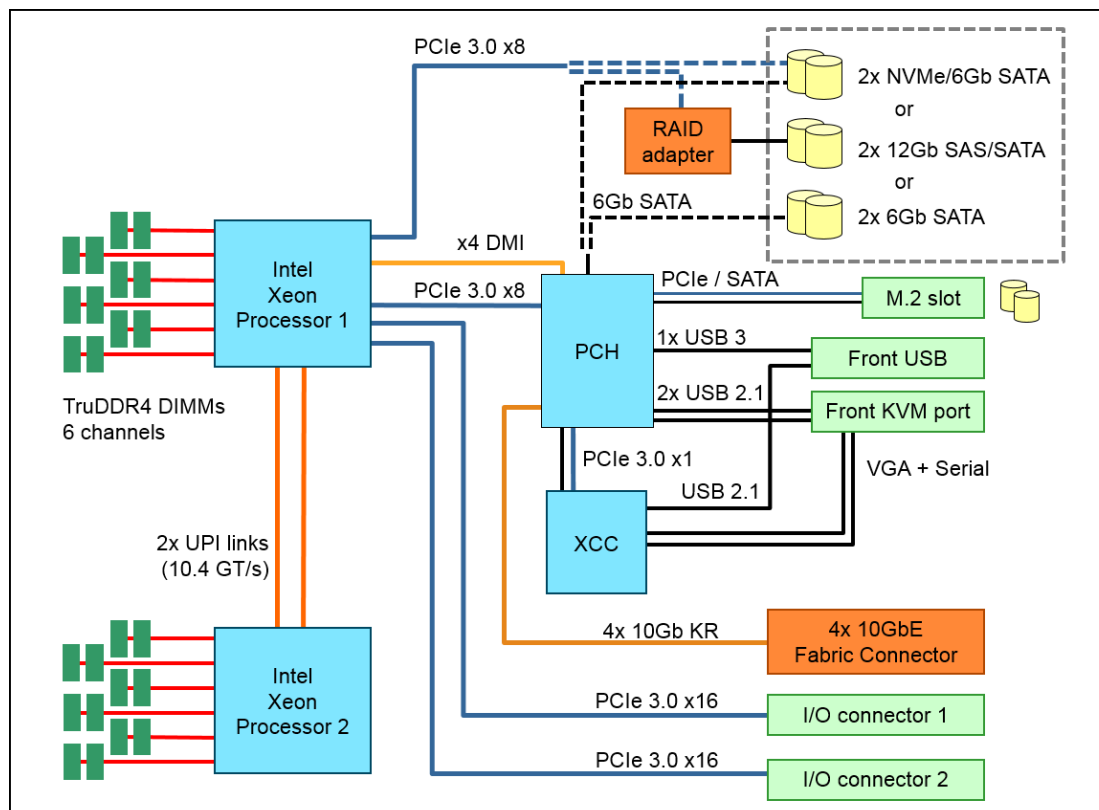 PCIe 3.0 x8
2x NVMe/6Gb SATA
or
RAID
adapter
2x 12Gb SAS/SATA
or
6Gb SATA
2x 6Gb SATA
x4 DMI
Intel
Xeon
Processor 1
PCIe 3.0 x8
PCIe / SATA
M.2 slot
PCH
1x USB 3
Front USB
2x USB 2.1
Front KVM port
TruDDR4 DIMMs
6 channels
PCIe 3.0 x1
VGA + Serial
USB 2.1
XCC
2x UPI links
(10.4 GT/s)
4x 10Gb KR
4x 10GbE
Fabric Connector
Intel
Xeon
Processor 2
PCIe 3.0 x16
I/O connector 1
PCIe 3.0 x16
I/O connector 2